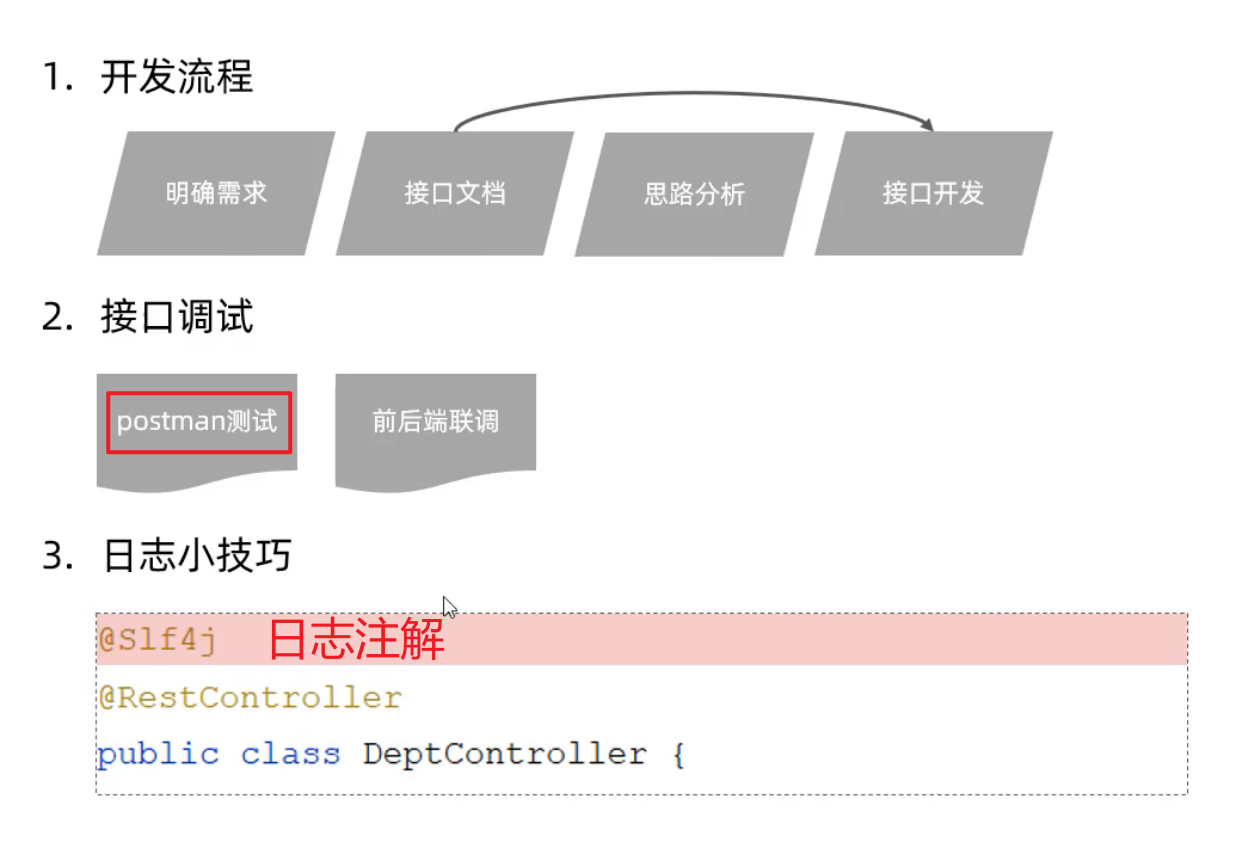 1. 开发流程
明确需求 接口文档 思路分析 接口开发
2. 接口调试
postman测试 前后端联调
3. 日志小技巧
@Slf4j 日志注解
@RestController
public class DeptController {